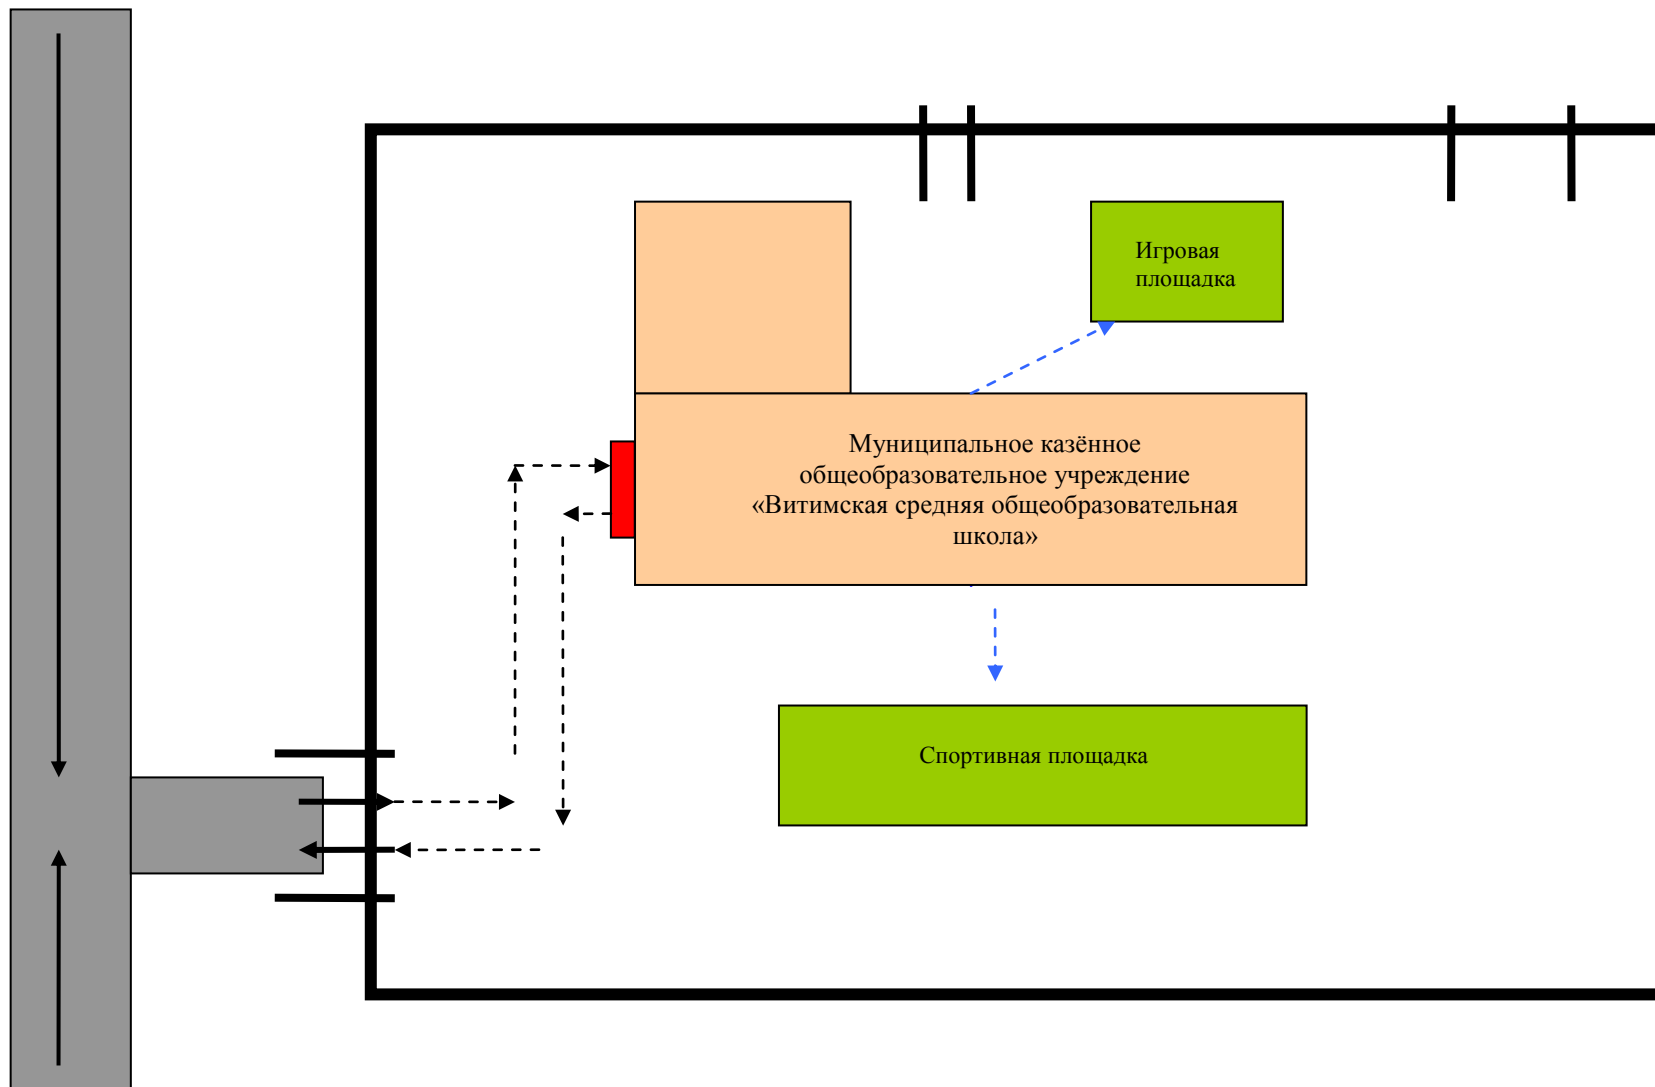 Игровая
площадка
Муниципальное казённое
общеобразовательное учреждение
«Витимская средняя общеобразовательная
школа»
Спортивная площадка